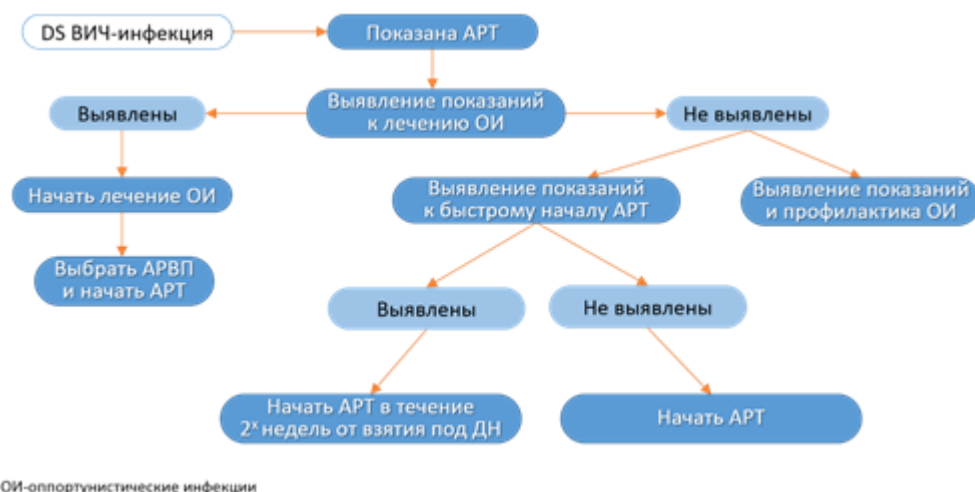 DS ВИЧ-инфекция
Показана АРТ
Выявление показаний
к лечению ОИ
Выявлены
Не выявлены
Начать лечение ОИ
Выявление показаний
к быстрому началу АРТ
Выявление показаний
и профилактика ОИ
Выбрать АРВП
и начать АРТ
Выявлены
Не выявлены
Начать АРТ в течение
2ˣ недель от взятия под ДН
Начать АРТ
ОИ-оппортунистические инфекции